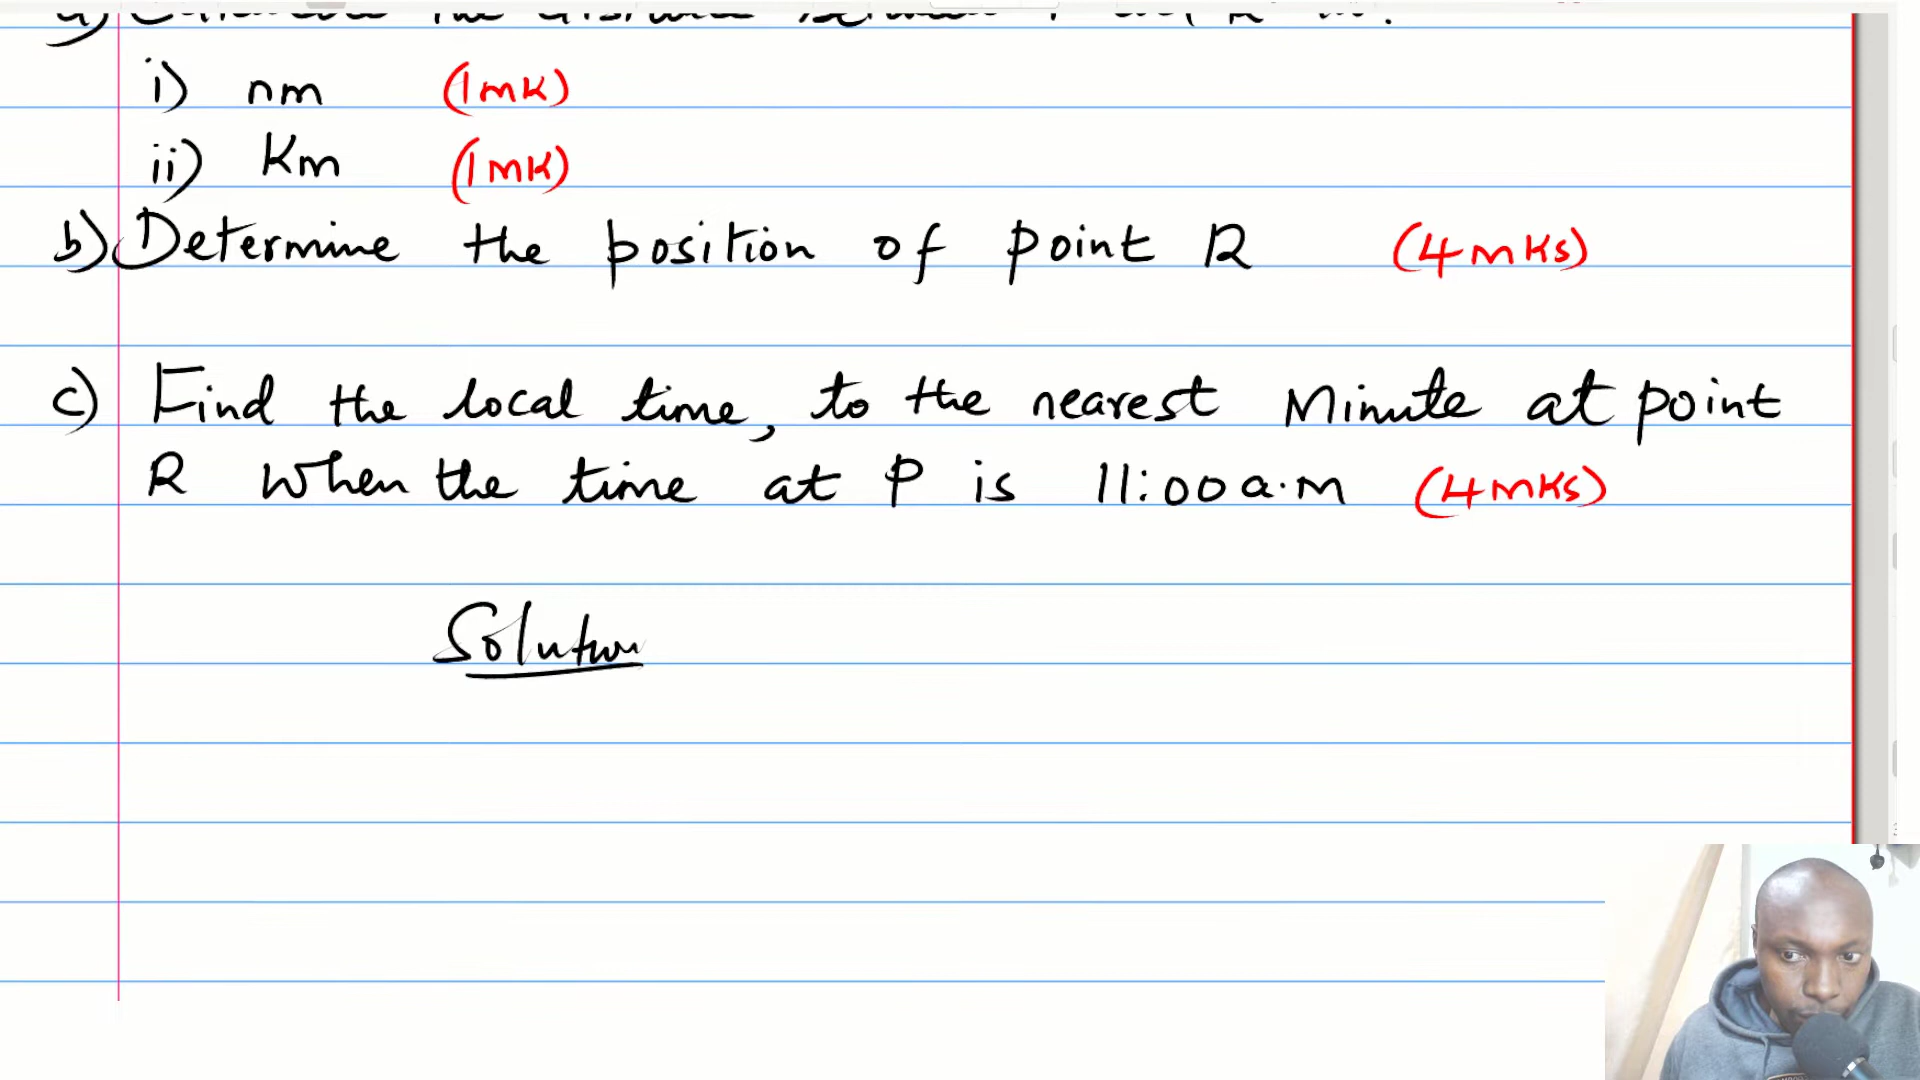 i) nm (1mk)
ii) Km (1mk)
b) Determine the position of point R (4mks)
c) Find the local time, to the nearest Minute at point
R when the time at P is 11:00 a.m (4mks)
Solution